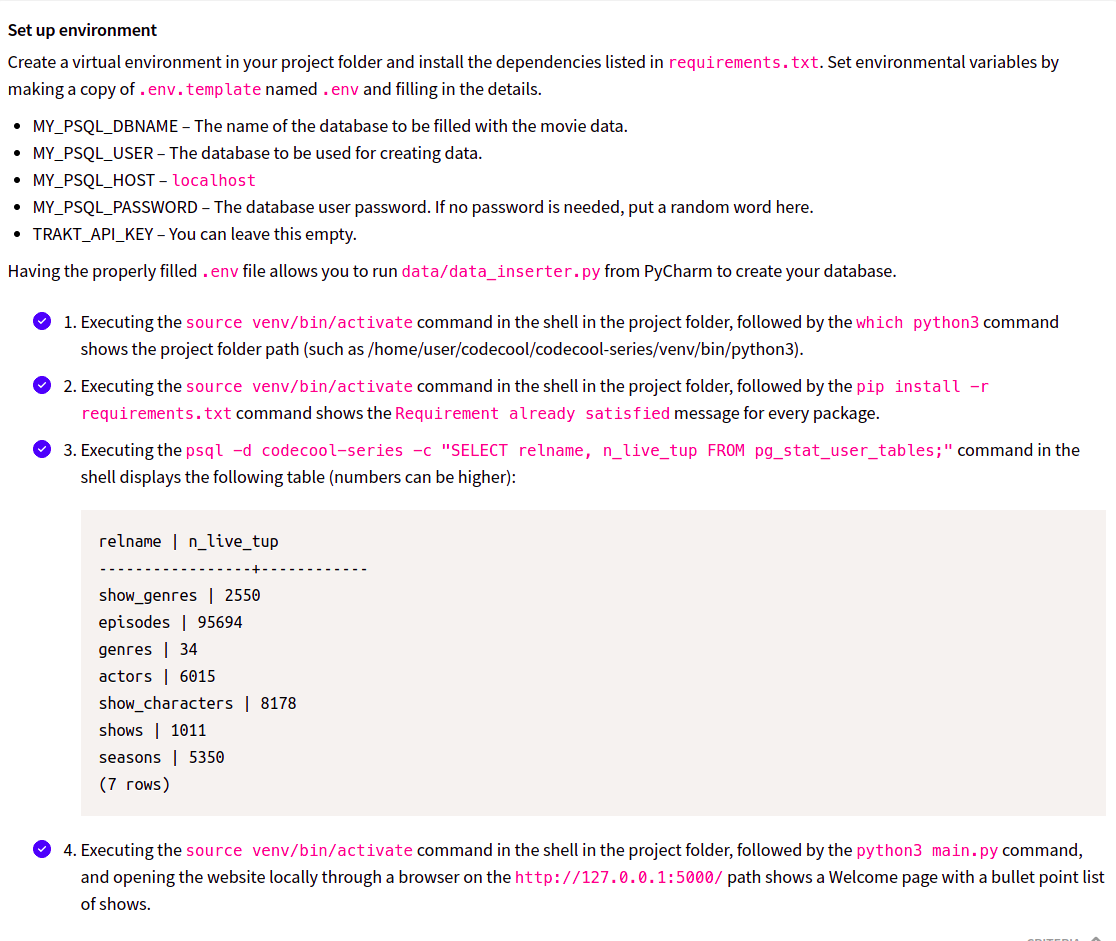 Set up environment
Create a virtual environment in your project folder and install the dependencies listed in requirements.txt. Set environmental variables by
making a copy of .env.template named .env and filling in the details.
• MY_PSQL_DBNAME – The name of the database to be filled with the movie data.
• MY_PSQL_USER – The database to be used for creating data.
• MY_PSQL_HOST – localhost
• MY_PSQL_PASSWORD – The database user password. If no password is needed, put a random word here.
• TRAKT_API_KEY – You can leave this empty.
Having the properly filled .env file allows you to run data/data_inserter.py from PyCharm to create your database.
1. Executing the source venv/bin/activate command in the shell in the project folder, followed by the which python3 command
shows the project folder path (such as /home/user/codecool/codecool-series/venv/bin/python3).
2. Executing the source venv/bin/activate command in the shell in the project folder, followed by the pip install -r
requirements.txt command shows the Requirement already satisfied message for every package.
3. Executing the psql -d codecool-series -c "SELECT relname, n_live_tup FROM pg_stat_user_tables;" command in the
shell displays the following table (numbers can be higher):
relname | n_live_tup
-----------------+------------
show_genres | 2550
episodes | 95694
genres | 34
actors | 6015
show_characters | 8178
shows | 1011
seasons | 5350
(7 rows)
4. Executing the source venv/bin/activate command in the shell in the project folder, followed by the python3 main.py command,
and opening the website locally through a browser on the http://127.0.0.1:5000/ path shows a Welcome page with a bullet point list
of shows.